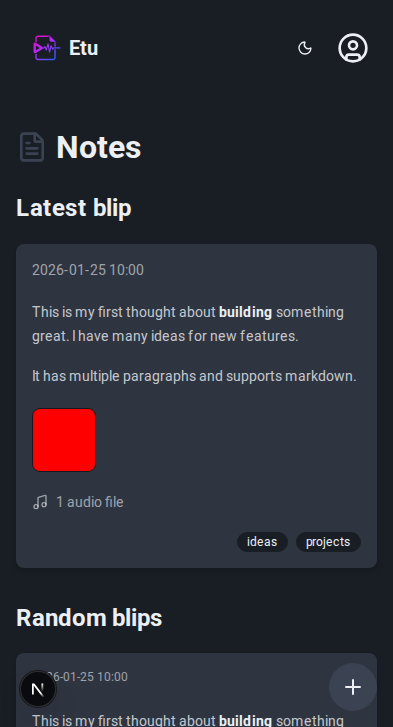 Etu
Notes
Latest blip
2026-01-25 10:00
This is my first thought about building something
great. I have many ideas for new features.
It has multiple paragraphs and supports markdown.
1 audio file
ideas
projects
Random blips
26-01-25 10:00
N
This is my first thought about building something